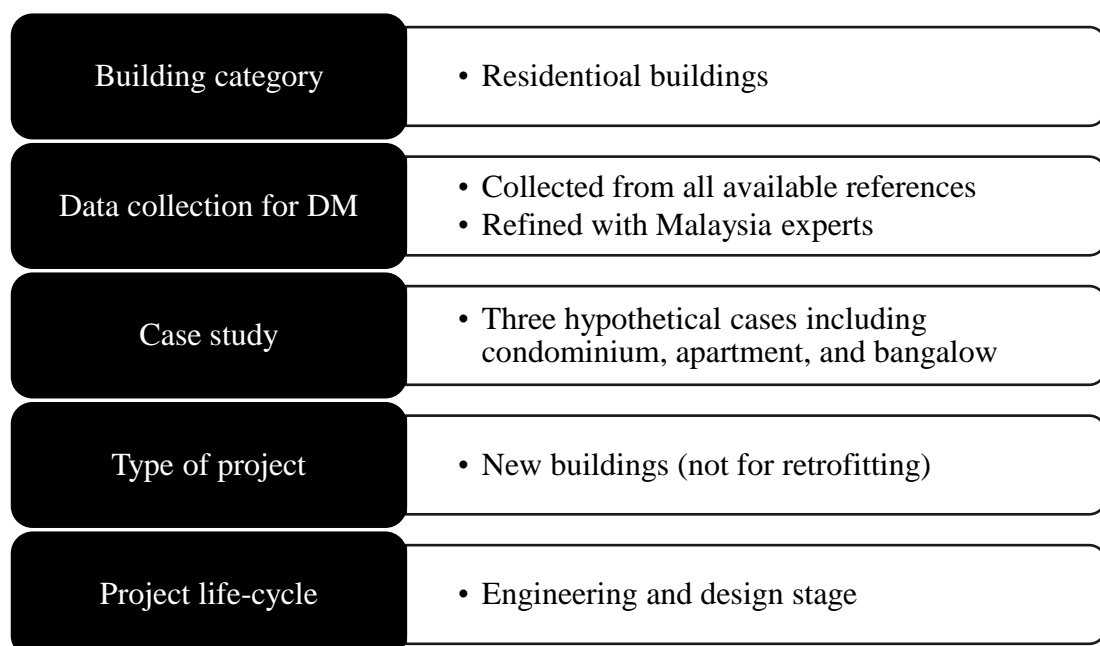 Building category
• Residentioal buildings
Data collection for DM
• Collected from all available references
• Refined with Malaysia experts
Case study
• Three hypothetical cases including
condominium, apartment, and bangalow
Type of project
• New buildings (not for retrofitting)
Project life-cycle
• Engineering and design stage